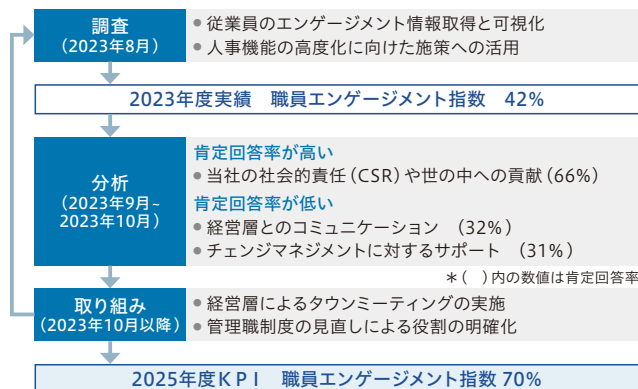 調査
(2023年8月)
● 従業員のエンゲージメント情報取得と可視化
● 人事機能の高度化に向けた施策への活用
2023年度実績　職員エンゲージメント指数　42%
分析
(2023年9月~
2023年10月)
肯定回答率が高い
● 当社の社会的責任(CSR)や世の中への貢献(66%)
肯定回答率が低い
● 経営層とのコミュニケーション　(32%)
● チェンジマネジメントに対するサポート　(31%)
＊(　)内の数値は肯定回答率
取り組み
(2023年10月以降)
● 経営層によるタウンミーティングの実施
● 管理職制度の見直しによる役割の明確化
2025年度KPI　職員エンゲージメント指数 70%